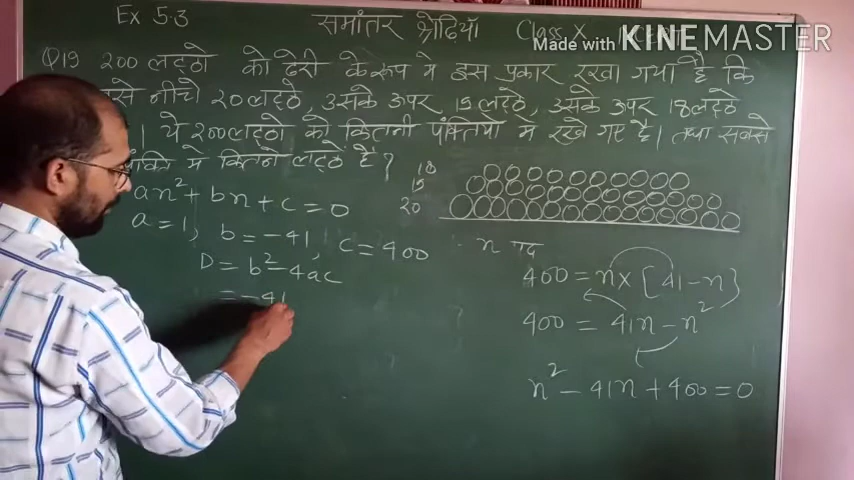 Ex 5.3 समांतर श्रेढ़ियाँ Class X
Made with KINEMASTER
Q19 200 लट्ठो को ढेरी के रूप मे इस प्रकार रखा गया है कि
नीचे 20 लट्ठे, उसके ऊपर 19 लट्ठे, उसके ऊपर 18 लट्ठे
। ये 200 लट्ठो को कितनी पंक्तियो मे रखे गए है। तथा सबसे
पंक्ति मे कितने लट्ठे है?
18
19
20
an² + bn + c = 0
a = 1, b = -41, c = 400
D = b² - 4ac
= -41
n पद
400 = n × [41 - n]
400 = 41n - n²
n² - 41n + 400 = 0